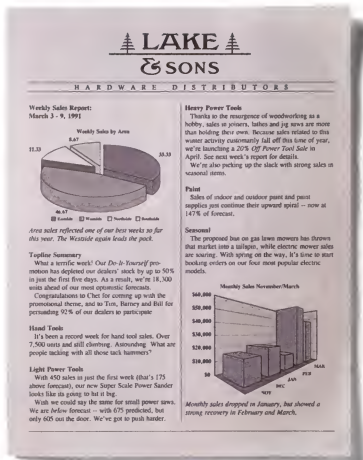 LAKE
& SONS
HARDWARE DISTRIBUTORS
Weekly Sales Report:
March 3 - 9, 1991
Weekly Sales by Area
8.67
11.33
33.33
46.67
Eastside Westside Northside Southside
Area sales reflected one of our best weeks so far
this year. The Westside again leads the pack.
Topline Summary
What a terrific week! Our Do-It-Yourself pro-
motion has depleted our dealers' stock by up to 50%
in just the first five days. As a result, we're 18,300
units ahead of our most optimistic forecasts.
Congratulations to Cher for coming up with the
promotional theme, and to Tim, Barney and Bill for
persuading 92% of our dealers to participate
Hand Tools
It's been a record week for hand tool sales. Over
7,500 units and still climbing. Astounding. What are
people tacking with all those tack hammers?
Light Power Tools
With 450 sales in just the first week (that's 175
above forecast), our new Super Scale Power Sander
looks like its going to hit it big.
Wish we could say the same for small power saws.
We are below forecast -- with 675 predicted, but
only 605 out the door. We've got to push harder.
Heavy Power Tools
Thanks to the resurgence of woodworking as a
hobby, sales in joiners, lathes and jig saws are more
than holding their own. Because sales related to this
winter activity customarily fall off this time of year,
we're launching a 20% Off Power Tool Sale in
April. See next week's report for details.
We're also picking up the slack with strong sales in
seasonal items.
Paint
Sales of indoor and outdoor paint and paint
supplies just continue their upward spiral -- now at
147% of forecast.
Seasonal
The proposed ban on gas lawn mowers has thrown
that market into a tailspin, while electric mower sales
are soaring. With spring on the way, it's time to start
booking orders on our four most popular electric
models.
Monthly Sales November/March
$60,000
$50,000
$40,000
$30,000
$20,000
$10,000
$0
NOV
DEC
JAN
FEB
MAR
Monthly sales dropped in January, but showed a
strong recovery in February and March.